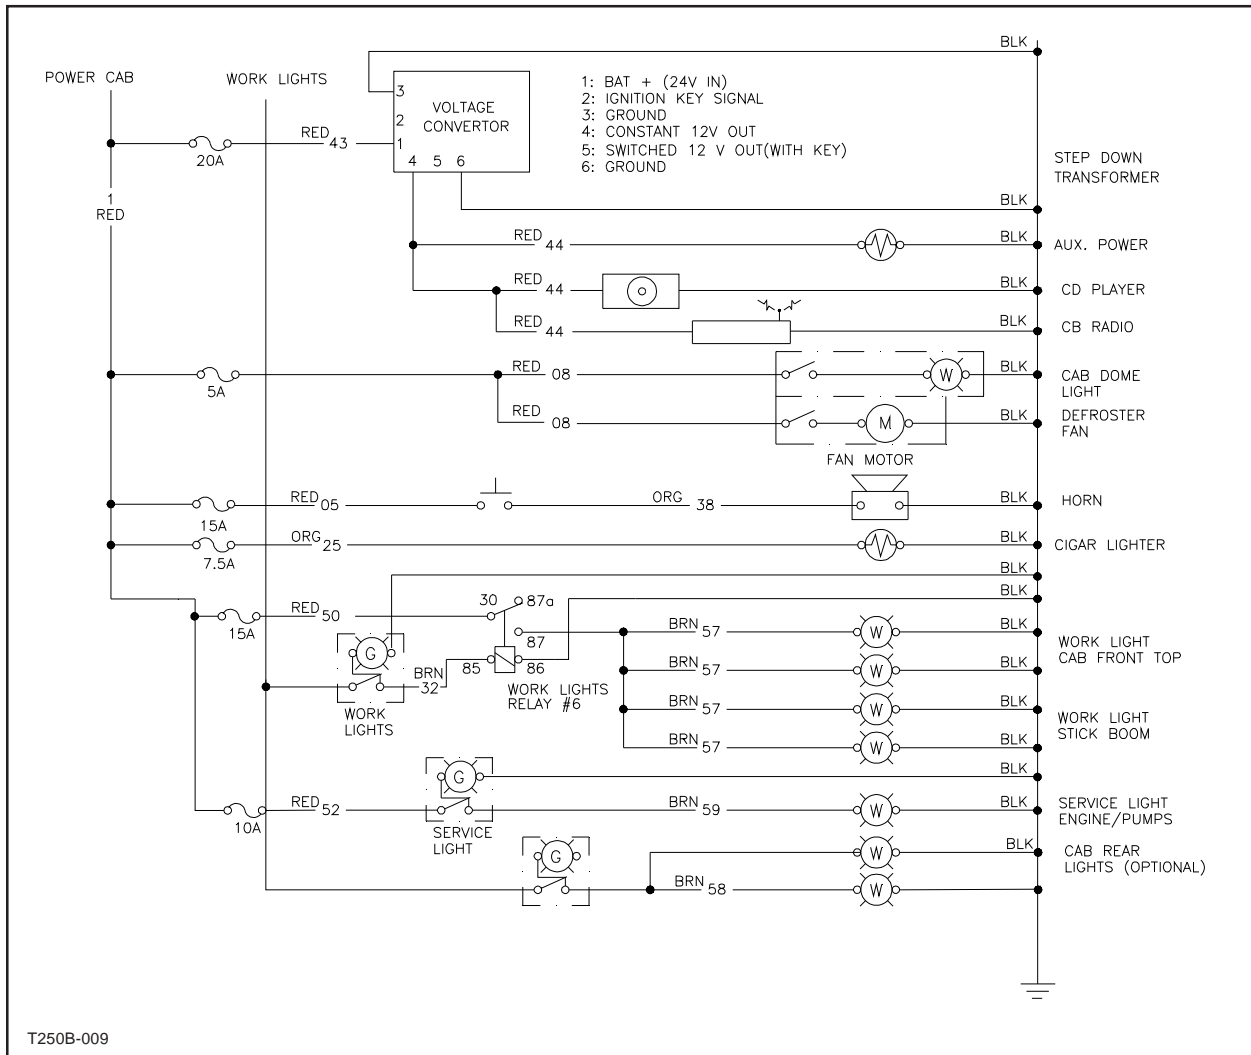 BLK
POWER CAB
WORK LIGHTS
3
VOLTAGE
CONVERTOR
2
1
4 5 6
1: BAT + (24V IN)
2: IGNITION KEY SIGNAL
3: GROUND
4: CONSTANT 12V OUT
5: SWITCHED 12 V OUT(WITH KEY)
6: GROUND
RED 43
20A
STEP DOWN
TRANSFORMER
1
RED
BLK
RED 44
BLK
AUX. POWER
RED 44
BLK
CD PLAYER
RED 44
BLK
CB RADIO
5A
RED 08
W
BLK
CAB DOME
LIGHT
RED 08
M
BLK
DEFROSTER
FAN
FAN MOTOR
15A
RED 05
ORG 38
BLK
HORN
7.5A
ORG 25
BLK
CIGAR LIGHTER
BLK
BLK
15A
RED 50
30
87a
87
85
86
G
BRN
32
WORK LIGHTS
RELAY #6
WORK
LIGHTS
BRN 57
W
BLK
WORK LIGHT
CAB FRONT TOP
BRN 57
W
BLK
BRN 57
W
BLK
WORK LIGHT
STICK BOOM
BRN 57
W
BLK
G
BLK
10A
RED 52
SERVICE
LIGHT
BRN 59
W
BLK
SERVICE LIGHT
ENGINE/PUMPS
G
W
BLK
CAB REAR
LIGHTS (OPTIONAL)
BRN 58
W
T250B-009